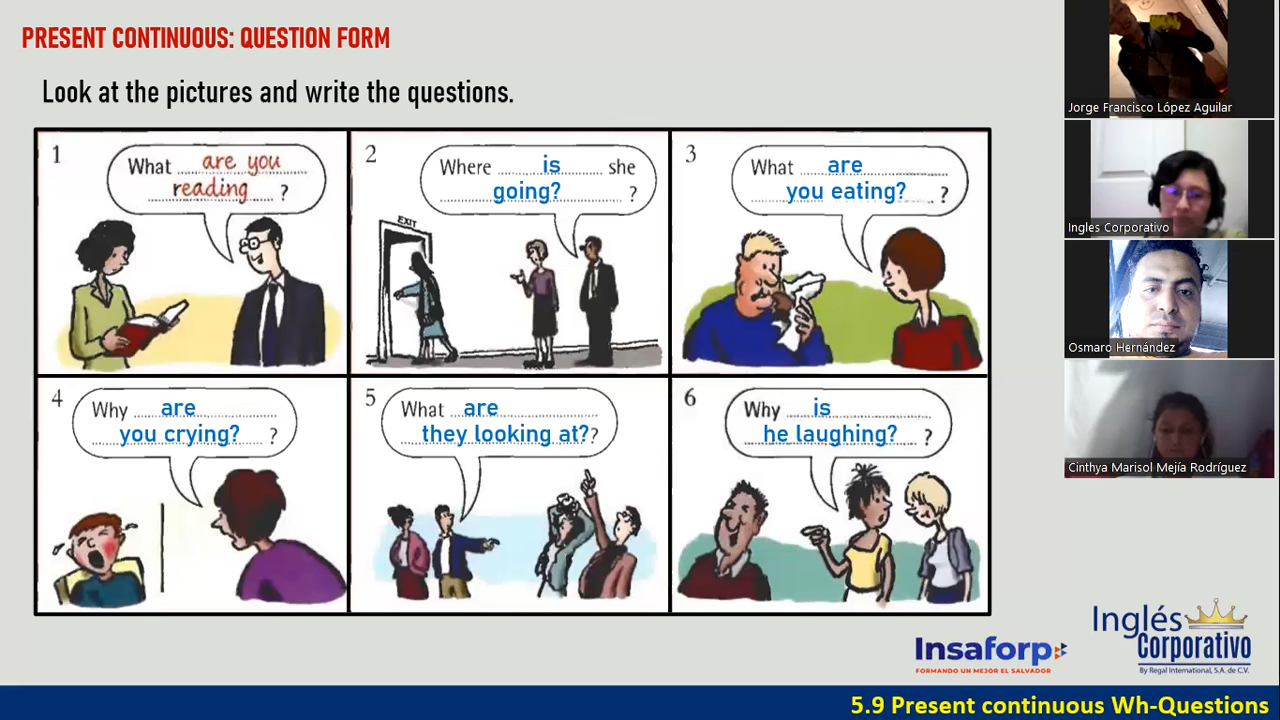 PRESENT CONTINUOUS: QUESTION FORM
Look at the pictures and write the questions.
1
What are you
reading ?
2
Where is she
going? ?
EXIT
3
What are
you eating? ?
4
Why are
you crying? ?
5
What are
they looking at??
6
Why is
he laughing? ?
Jorge Francisco López Aguilar
Ingles Corporativo
Osmaro Hernández
Cinthya Marisol Mejía Rodríguez
Insaforp
FORMANDO UN MEJOR EL SALVADOR
Inglés
Corporativo
By Regal International, S.A. de C.V.
5.9 Present continuous Wh-Questions